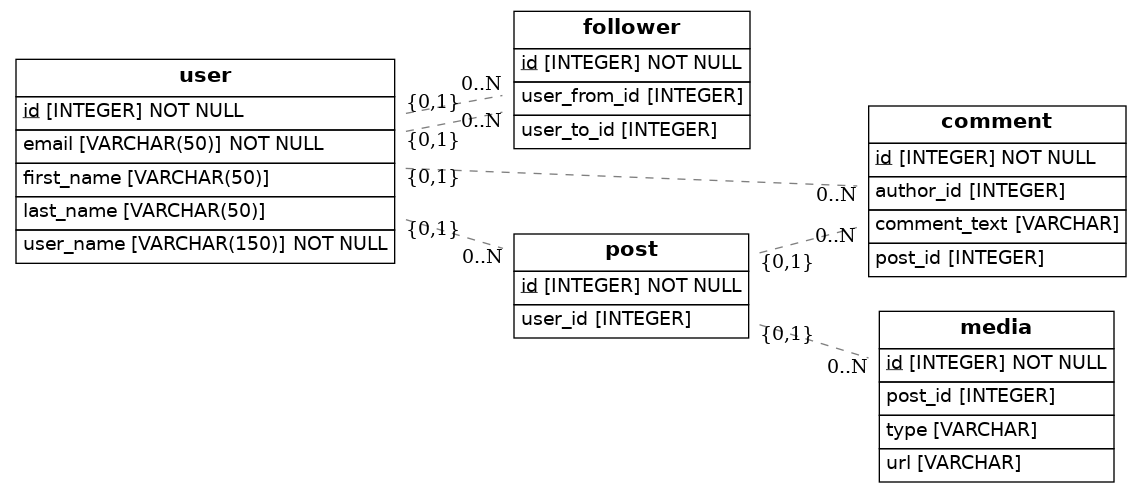 user
id [INTEGER] NOT NULL
email [VARCHAR(50)] NOT NULL
first_name [VARCHAR(50)]
last_name [VARCHAR(50)]
user_name [VARCHAR(150)] NOT NULL
{0,1}
0..N
{0,1}
0..N
{0,1}
0..N
{0,1}
0..N
follower
id [INTEGER] NOT NULL
user_from_id [INTEGER]
user_to_id [INTEGER]
post
id [INTEGER] NOT NULL
user_id [INTEGER]
{0,1}
0..N
{0,1}
0..N
comment
id [INTEGER] NOT NULL
author_id [INTEGER]
comment_text [VARCHAR]
post_id [INTEGER]
media
id [INTEGER] NOT NULL
post_id [INTEGER]
type [VARCHAR]
url [VARCHAR]